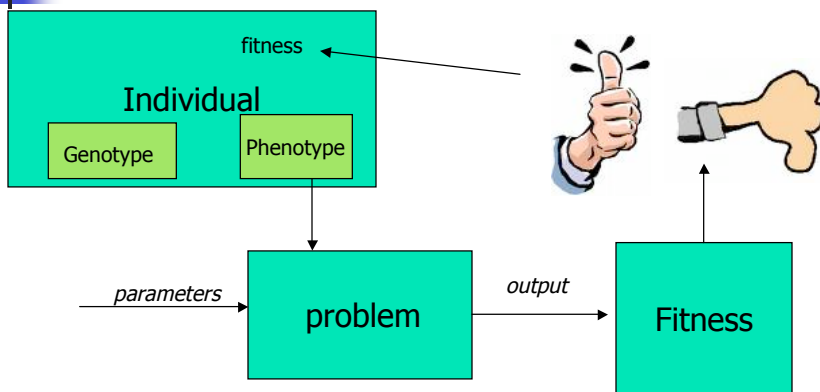 fitness
Individual
Genotype
Phenotype
parameters
problem
output
Fitness